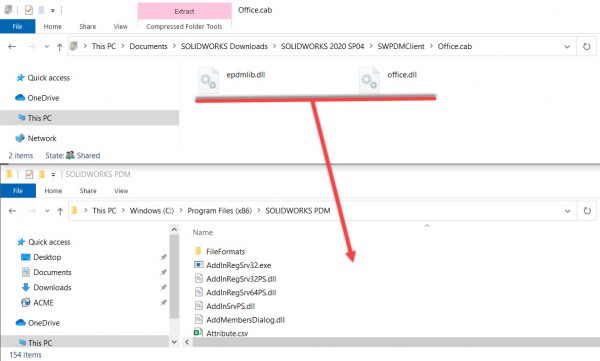 Extract
Office.cab
File Home Share View Compressed Folder Tools
This PC > Documents > SOLIDWORKS Downloads > SOLIDWORKS 2020 SP04 > SWPDMClient > Office.cab
Quick access
OneDrive
This PC
Network
epdmlib.dll
office.dll
2 items State: Shared
SOLIDWORKS PDM
File Home Share View
This PC > Windows (C:) > Program Files (x86) > SOLIDWORKS PDM
Quick access
Desktop
Documents
Downloads
ACME
OneDrive
This PC
Name
FileFormats
AddInRegSrv32.exe
AddInRegSrv32PS.dll
AddInRegSrv64PS.dll
AddInSrvPS.dll
AddMembersDialog.dll
Attribute.csv
154 items